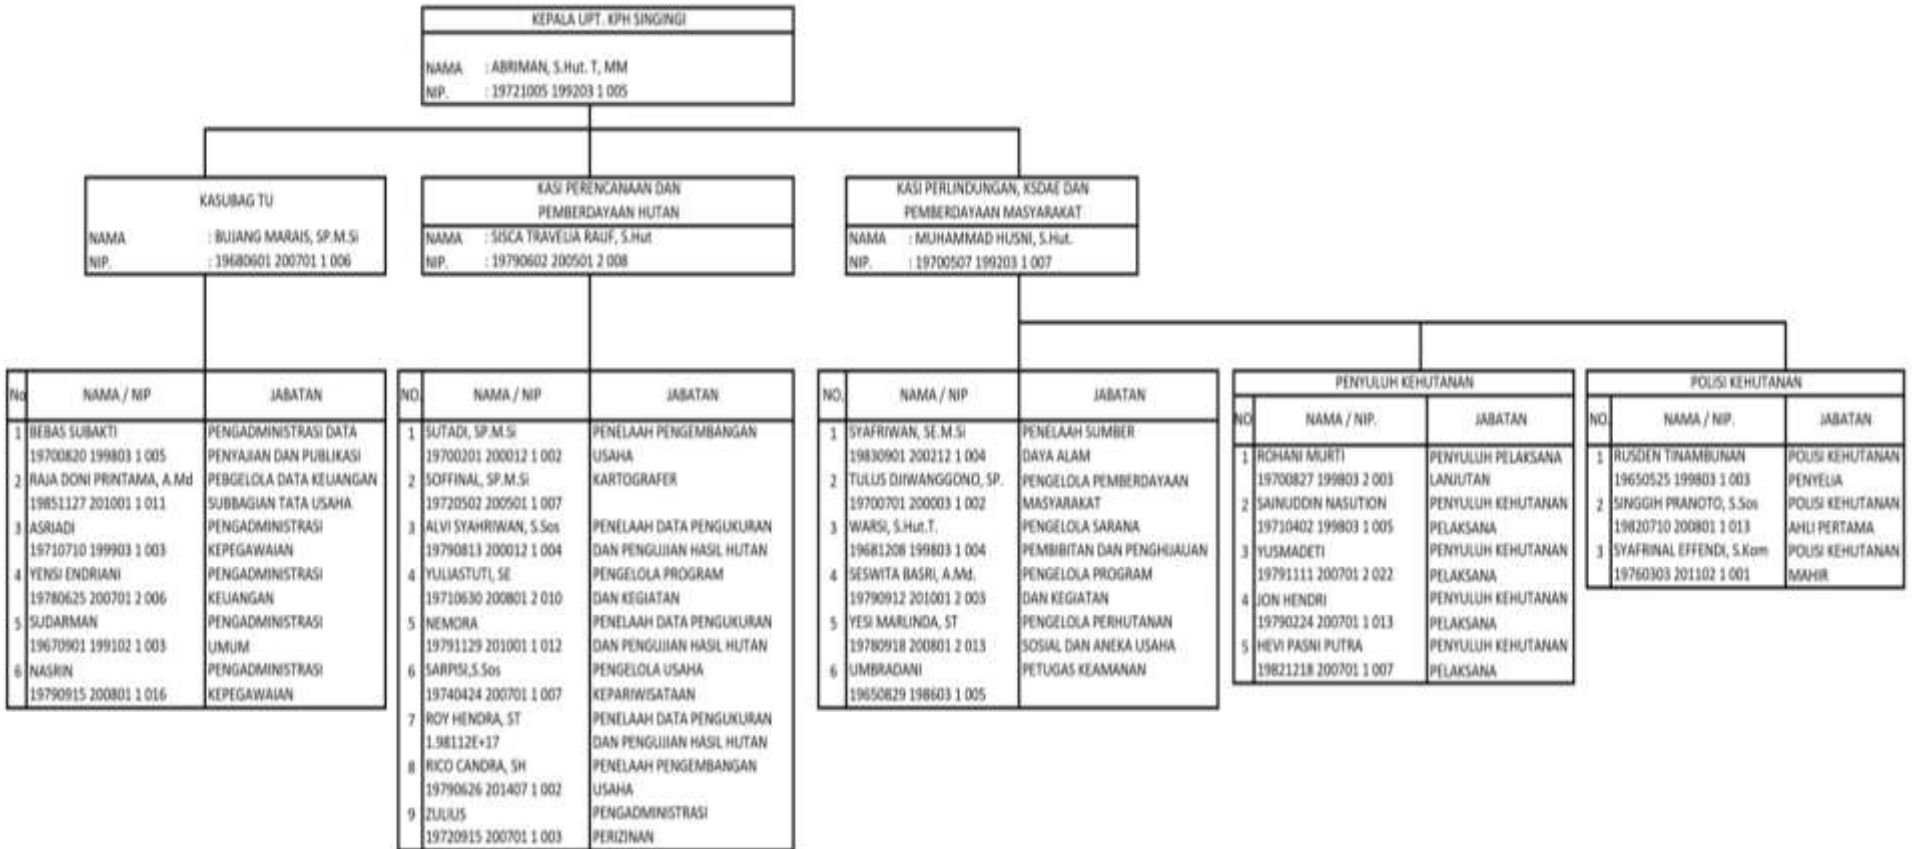 KEPALA UPT. KPH SINGINGI
NAMA : ABRIMAN, S.Hut. T, MM
NIP. : 19721005 199203 1 005
KASUBAG TU
NAMA : BUJANG MARAIS, SP.M.Si
NIP. : 19680601 200701 1 006
KASI PERENCANAAN DAN
PEMBERDAYAAN HUTAN
NAMA : SISCA TRAVELIA RAUF, S.Hut
NIP. : 19790602 200501 2 008
KASI PERLINDUNGAN, KSDAE DAN
PEMBERDAYAAN MASYARAKAT
NAMA : MUHAMMAD HUSNI, S.Hut.
NIP. : 19700507 199203 1 007
No NAMA / NIP JABATAN
1 BEBAS SUBAKTI PENGADMINISTRASI DATA
19700820 199803 1 005 PENYAJIAN DAN PUBLIKASI
2 RAJA DONI PRINTAMA, A.Md PEBGELOLA DATA KEUANGAN
19851127 201001 1 011 SUBBAGIAN TATA USAHA
3 ASRIADI PENGADMINISTRASI
19710710 199903 1 003 KEPEGAWAIAN
4 YENSI ENDRIANI PENGADMINISTRASI
19780625 200701 2 006 KEUANGAN
5 SUDARMAN PENGADMINISTRASI
19670901 199102 1 003 UMUM
6 NASRIN PENGADMINISTRASI
19790915 200801 1 016 KEPEGAWAIAN
NO. NAMA / NIP JABATAN
1 SUTADI, SP.M.Si PENELAAH PENGEMBANGAN
19700201 200012 1 002 USAHA
2 SOFFINAL, SP.M.Si KARTOGRAFER
19720502 200501 1 007
3 ALVI SYAHRIWAN, S.Sos PENELAAH DATA PENGUKURAN
19790813 200012 1 004 DAN PENGUJIAN HASIL HUTAN
4 YULIASTUTI, SE PENGELOLA PROGRAM
19710630 200801 2 010 DAN KEGIATAN
5 NEMORA PENELAAH DATA PENGUKURAN
19791129 201001 1 012 DAN PENGUJIAN HASIL HUTAN
6 SARPISI,S.Sos PENGELOLA USAHA
19740424 200701 1 007 KEPARIWISATAAN
7 ROY HENDRA, ST PENELAAH DATA PENGUKURAN
1.98112E+17 DAN PENGUJIAN HASIL HUTAN
8 RICO CANDRA, SH PENELAAH PENGEMBANGAN
19790626 201407 1 002 USAHA
9 ZULIUS PENGADMINISTRASI
19720915 200701 1 003 PERIZINAN
NO. NAMA / NIP JABATAN
1 SYAFRIWAN, SE.M.Si PENELAAH SUMBER
19830901 200212 1 004 DAYA ALAM
2 TULUS DJIWANGGONO, SP. PENGELOLA PEMBERDAYAAN
19700701 200003 1 002 MASYARAKAT
3 WARSI, S.Hut.T. PENGELOLA SARANA
19681208 199803 1 004 PEMBIBITAN DAN PENGHIJAUAN
4 SESWITA BASRI, A.Md. PENGELOLA PROGRAM
19790912 201001 2 003 DAN KEGIATAN
5 YESI MARLINDA, ST PENGELOLA PERHUTANAN
19780918 200801 2 013 SOSIAL DAN ANEKA USAHA
6 UMBRADANI PETUGAS KEAMANAN
19650829 198603 1 005
PENYULUH KEHUTANAN
NO NAMA / NIP. JABATAN
1 ROHANI MURTI PENYULUH PELAKSANA
19700827 199803 2 003 LANJUTAN
2 SAINUDDIN NASUTION PENYULUH KEHUTANAN
19710402 199803 1 005 PELAKSANA
3 YUSMADETI PENYULUH KEHUTANAN
19791111 200701 2 022 PELAKSANA
4 JON HENDRI PENYULUH KEHUTANAN
19790224 200701 1 013 PELAKSANA
5 HEVI PASNI PUTRA PENYULUH KEHUTANAN
19821218 200701 1 007 PELAKSANA
POLISI KEHUTANAN
NO. NAMA / NIP. JABATAN
1 RUSDEN TINAMBUNAN POLISI KEHUTANAN
19650525 199803 1 003 PENYELIA
2 SINGGIH PRANOTO, S.Sos POLISI KEHUTANAN
19820710 200801 1 013 AHLI PERTAMA
3 SYAFRINAL EFFENDI, S.Kom POLISI KEHUTANAN
19760303 201102 1 001 MAHIR